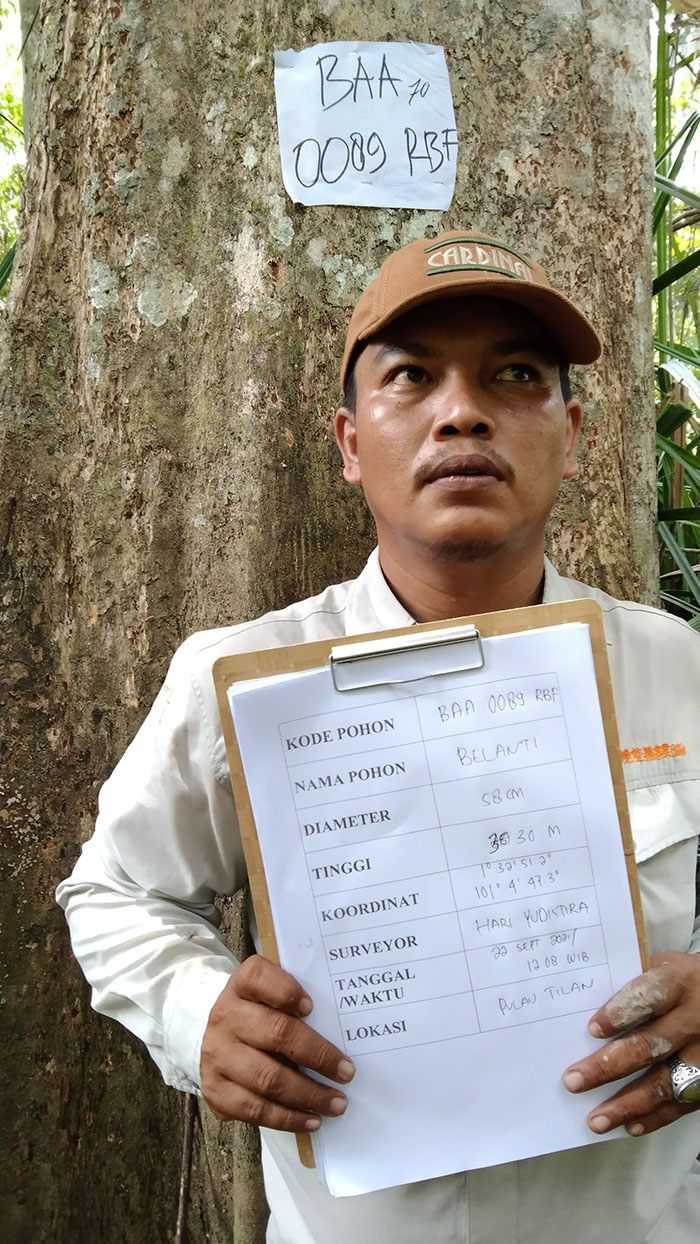 BAA 70
0089 RBF
CARDINAL
KODE POHON BAA 0089 RBF
NAMA POHON BELANTI
DIAMETER 58 CM
TINGGI 30 M
KOORDINAT 1° 32' 51.2"
101° 4' 47.3"
SURVEYOR HARI YUDISTIRA
TANGGAL /WAKTU 22 SEPT 2021/
12 08 WIB
LOKASI PULAU TILAN